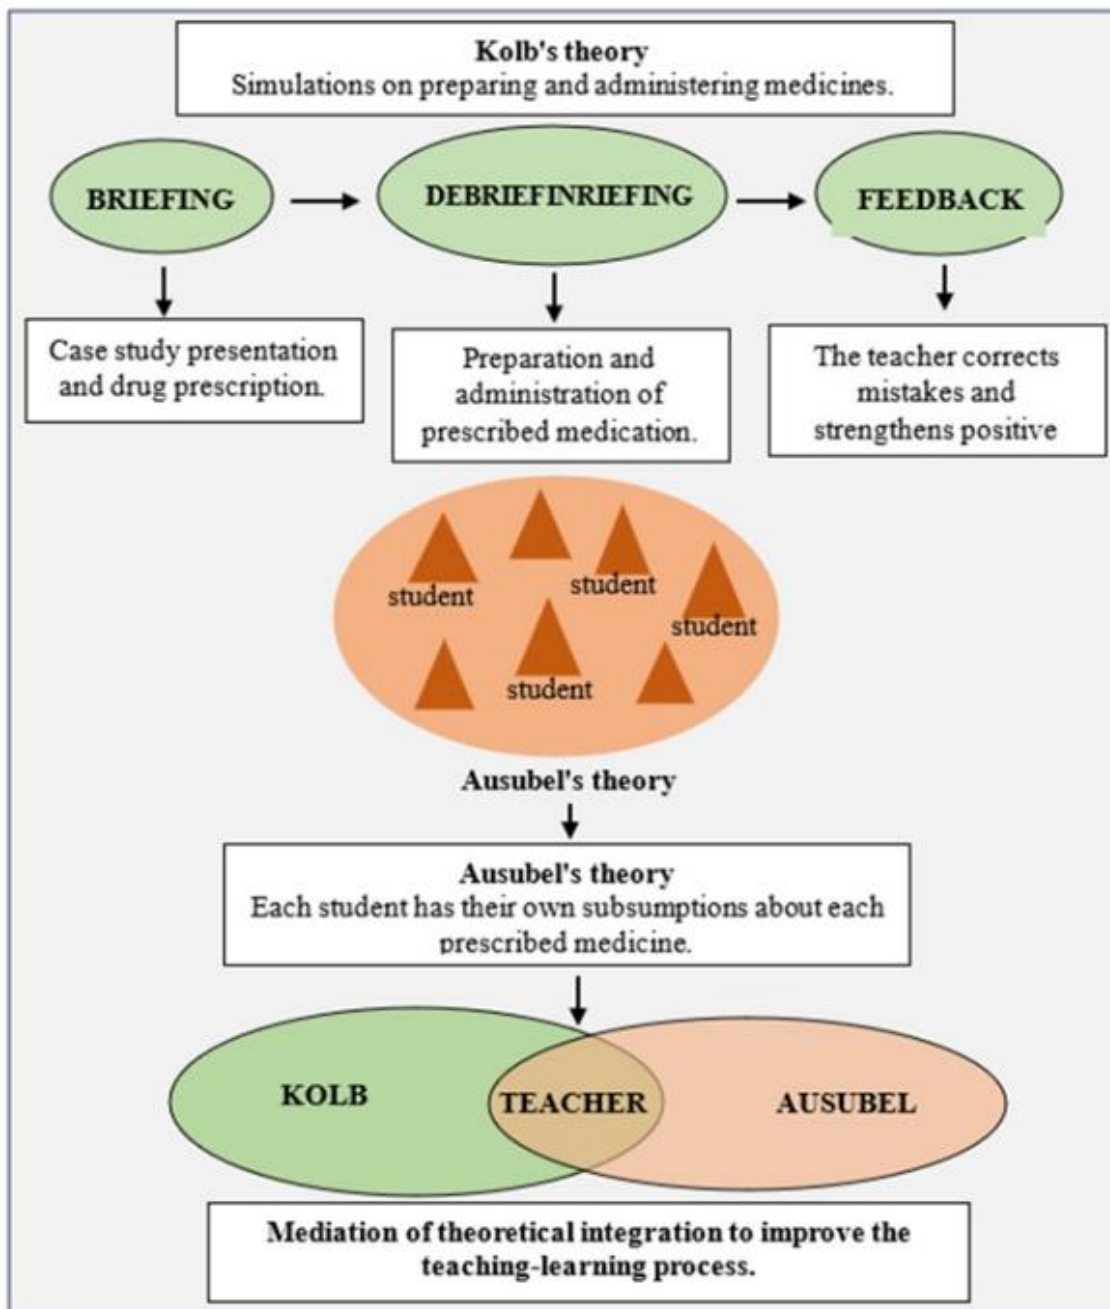 Kolb's theory
Simulations on preparing and administering medicines.
BRIEFING
DEBRIEFINRIEFING
FEEDBACK
Case study presentation
and drug prescription.
Preparation and
administration of
prescribed medication.
The teacher corrects
mistakes and
strengthens positive
student
student
student
student
Ausubel's theory
Ausubel's theory
Each student has their own subsumptions about each
prescribed medicine.
KOLB
TEACHER
AUSUBEL
Mediation of theoretical integration to improve the
teaching-learning process.